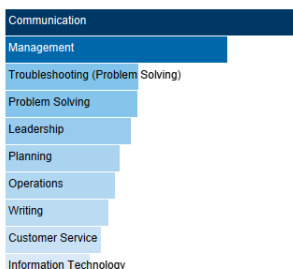 Communication
Management
Troubleshooting (Problem Solving)
Problem Solving
Leadership
Planning
Operations
Writing
Customer Service
Information Technology